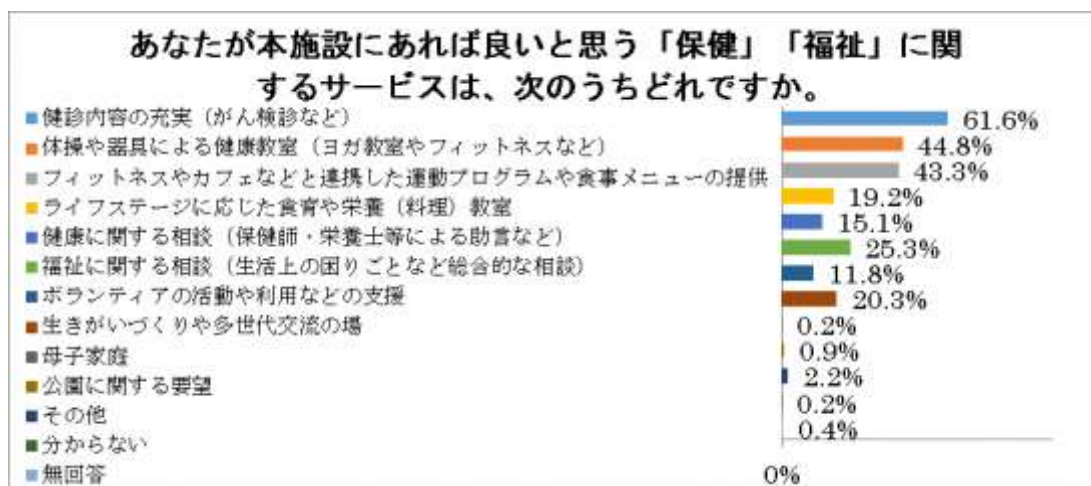 あなたが本施設にあれば良いと思う「保健」「福祉」に関
するサービスは、次のうちどれですか。
健診内容の充実（がん検診など）
61.6%
体操や器具による健康教室（ヨガ教室やフィットネスなど）
44.8%
フィットネスやカフェなどと連携した運動プログラムや食事メニューの提供
43.3%
ライフステージに応じた食育や栄養（料理）教室
19.2%
健康に関する相談（保健師・栄養士等による助言など）
15.1%
福祉に関する相談（生活上の困りごとなど総合的な相談）
25.3%
ボランティアの活動や利用などの支援
11.8%
生きがいづくりや多世代交流の場
20.3%
母子家庭
0.2%
公園に関する要望
0.9%
その他
2.2%
分からない
0.2%
無回答
0.4%
0%